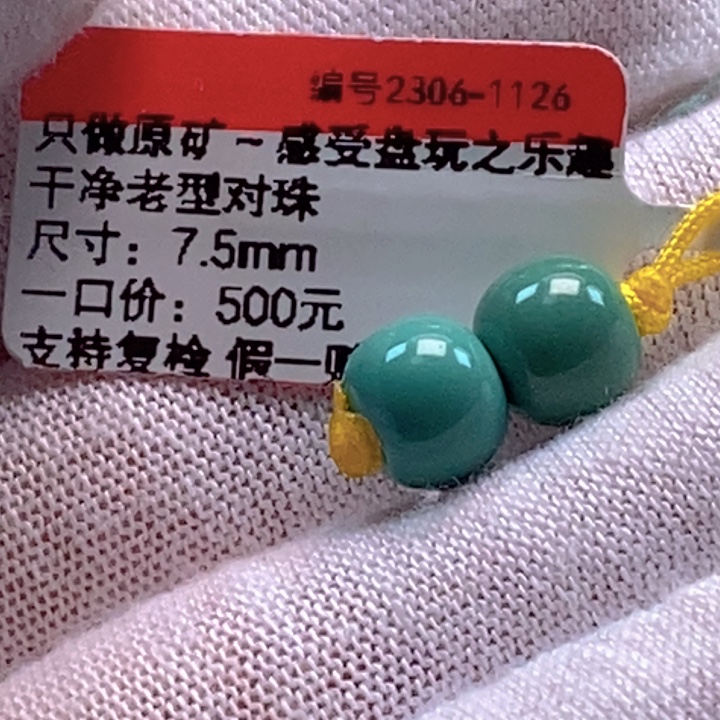 编号2306-1126
只做原矿~感受盘玩之乐趣
干净老型对珠
尺寸：7.5mm
一口价：500元
支持复检 假一